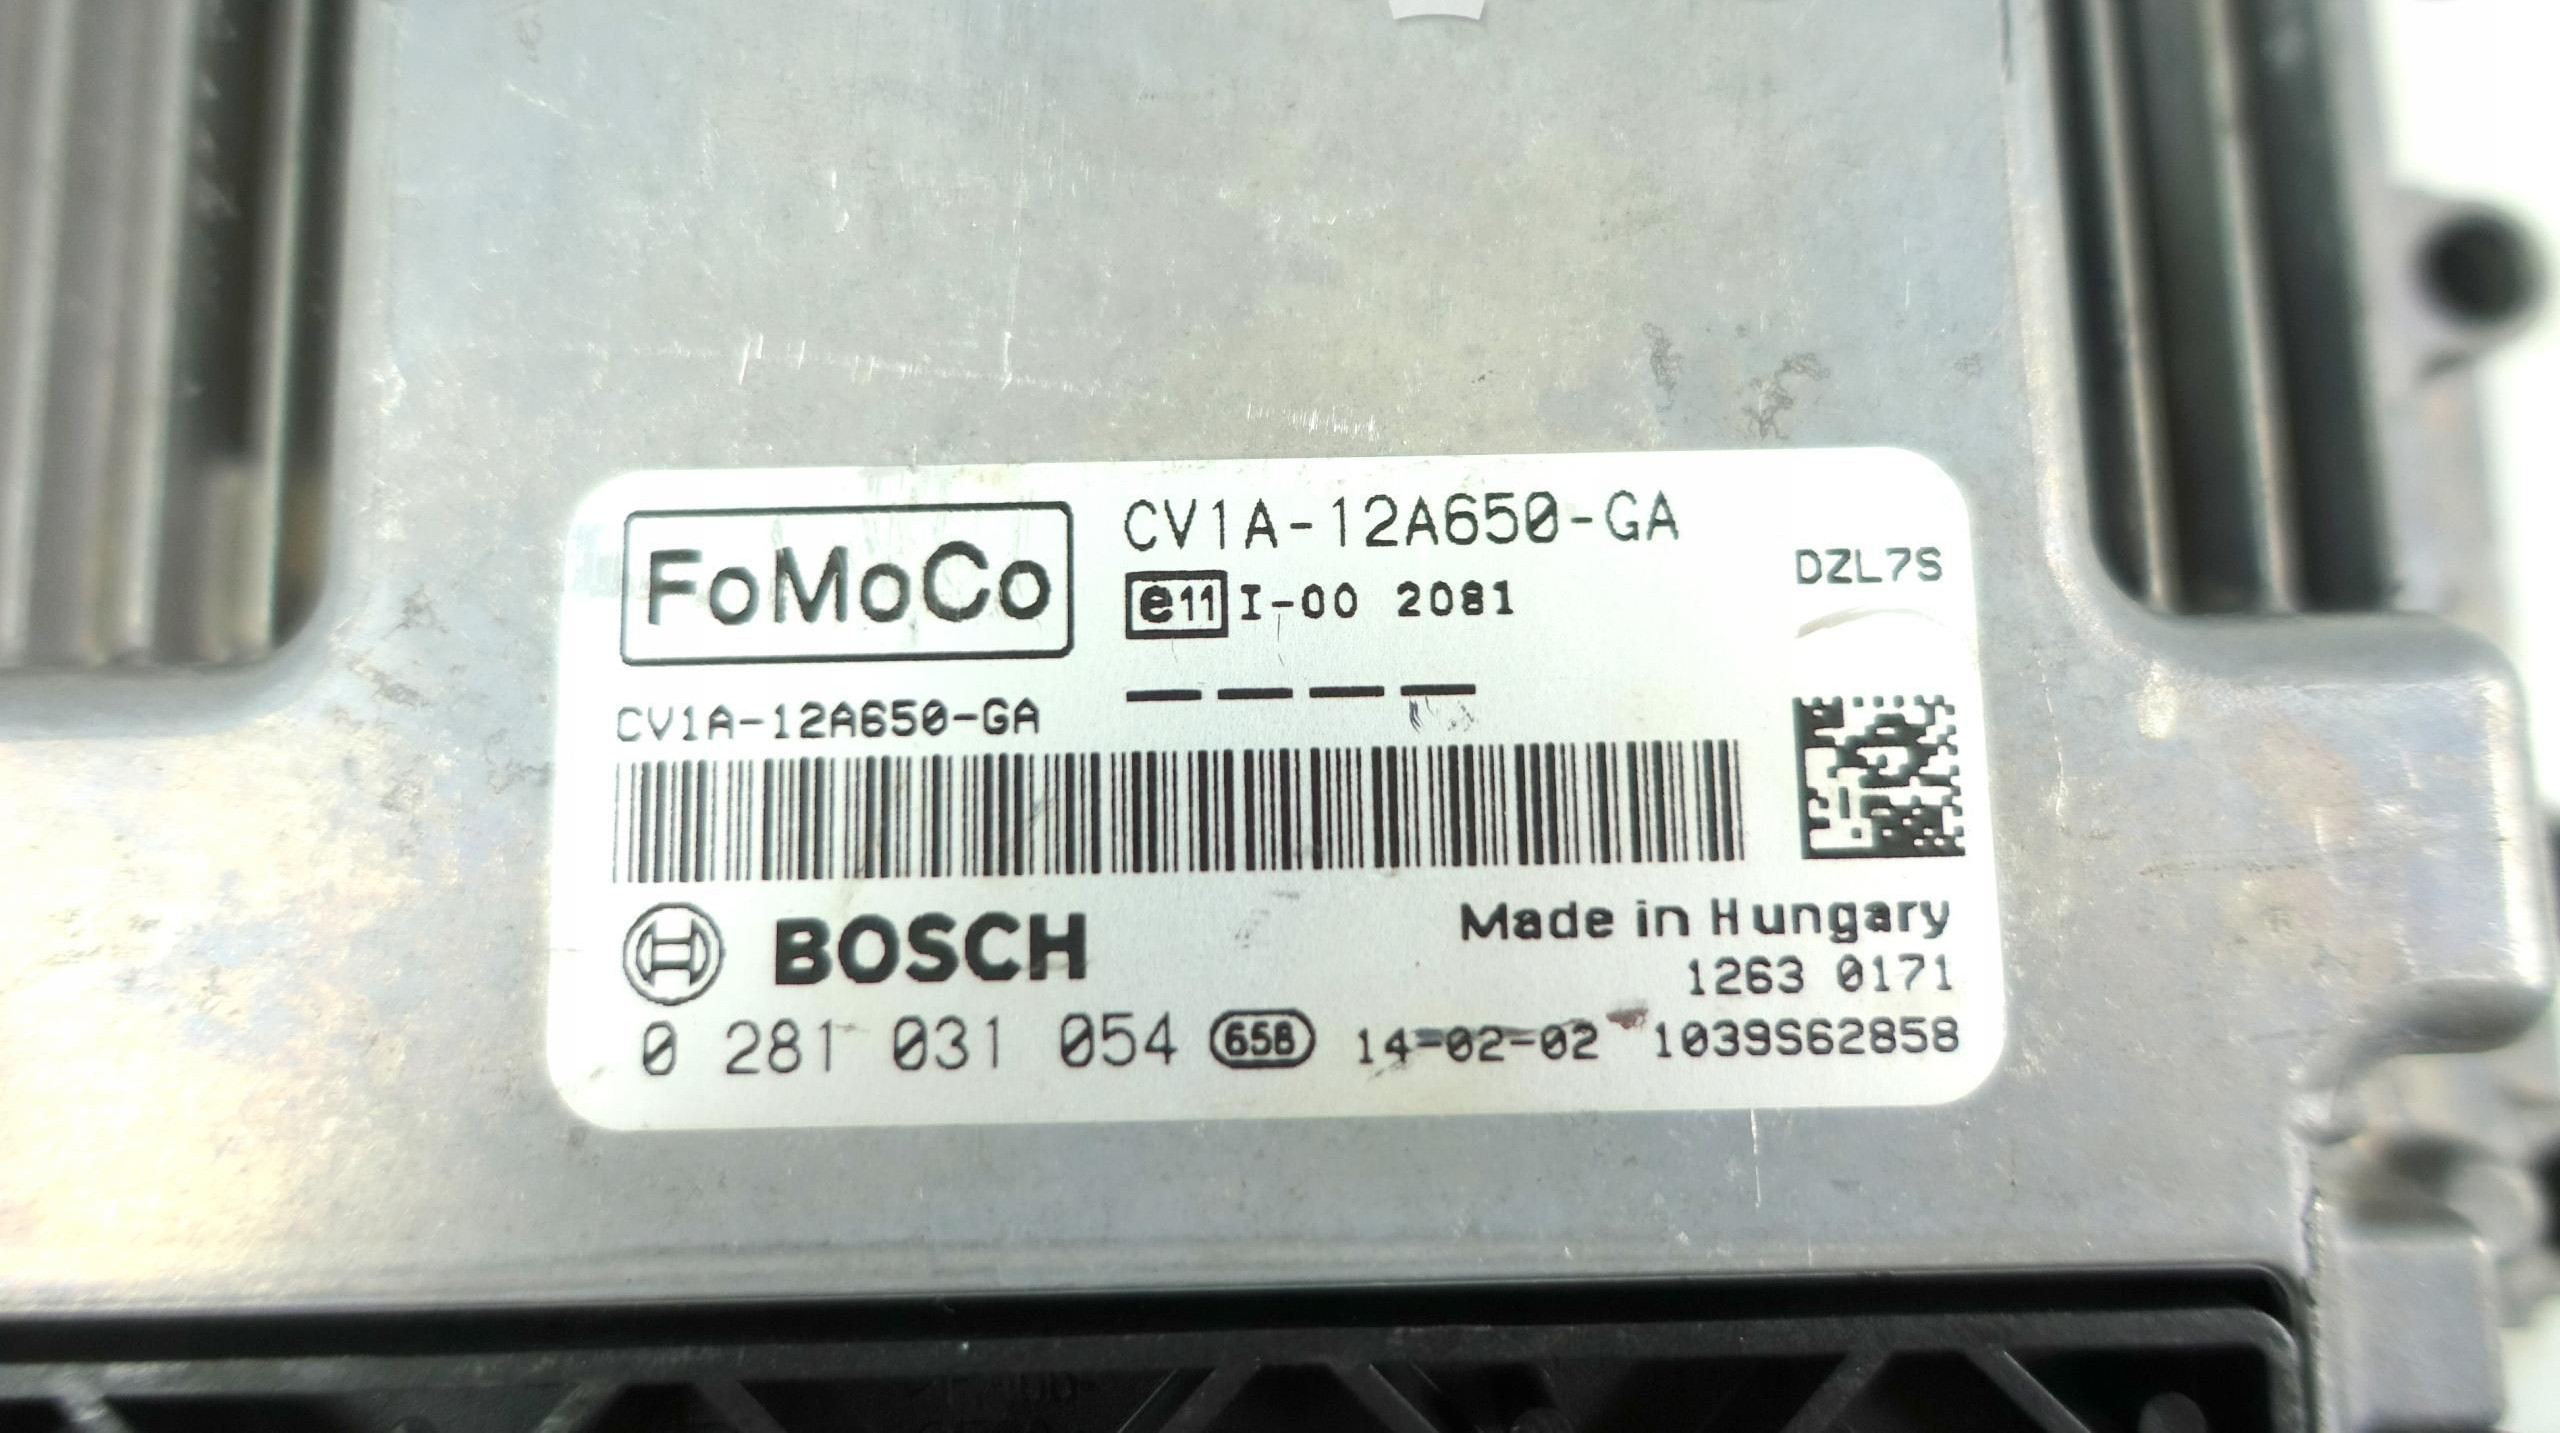 FoMoCo
CV1A-12A650-GA
e11 I-00 2081
DZL7S
CV1A-12A650-GA
BOSCH
Made in Hungary
1263 0171
0 281 031 054 658 14-02-02 1039S62858